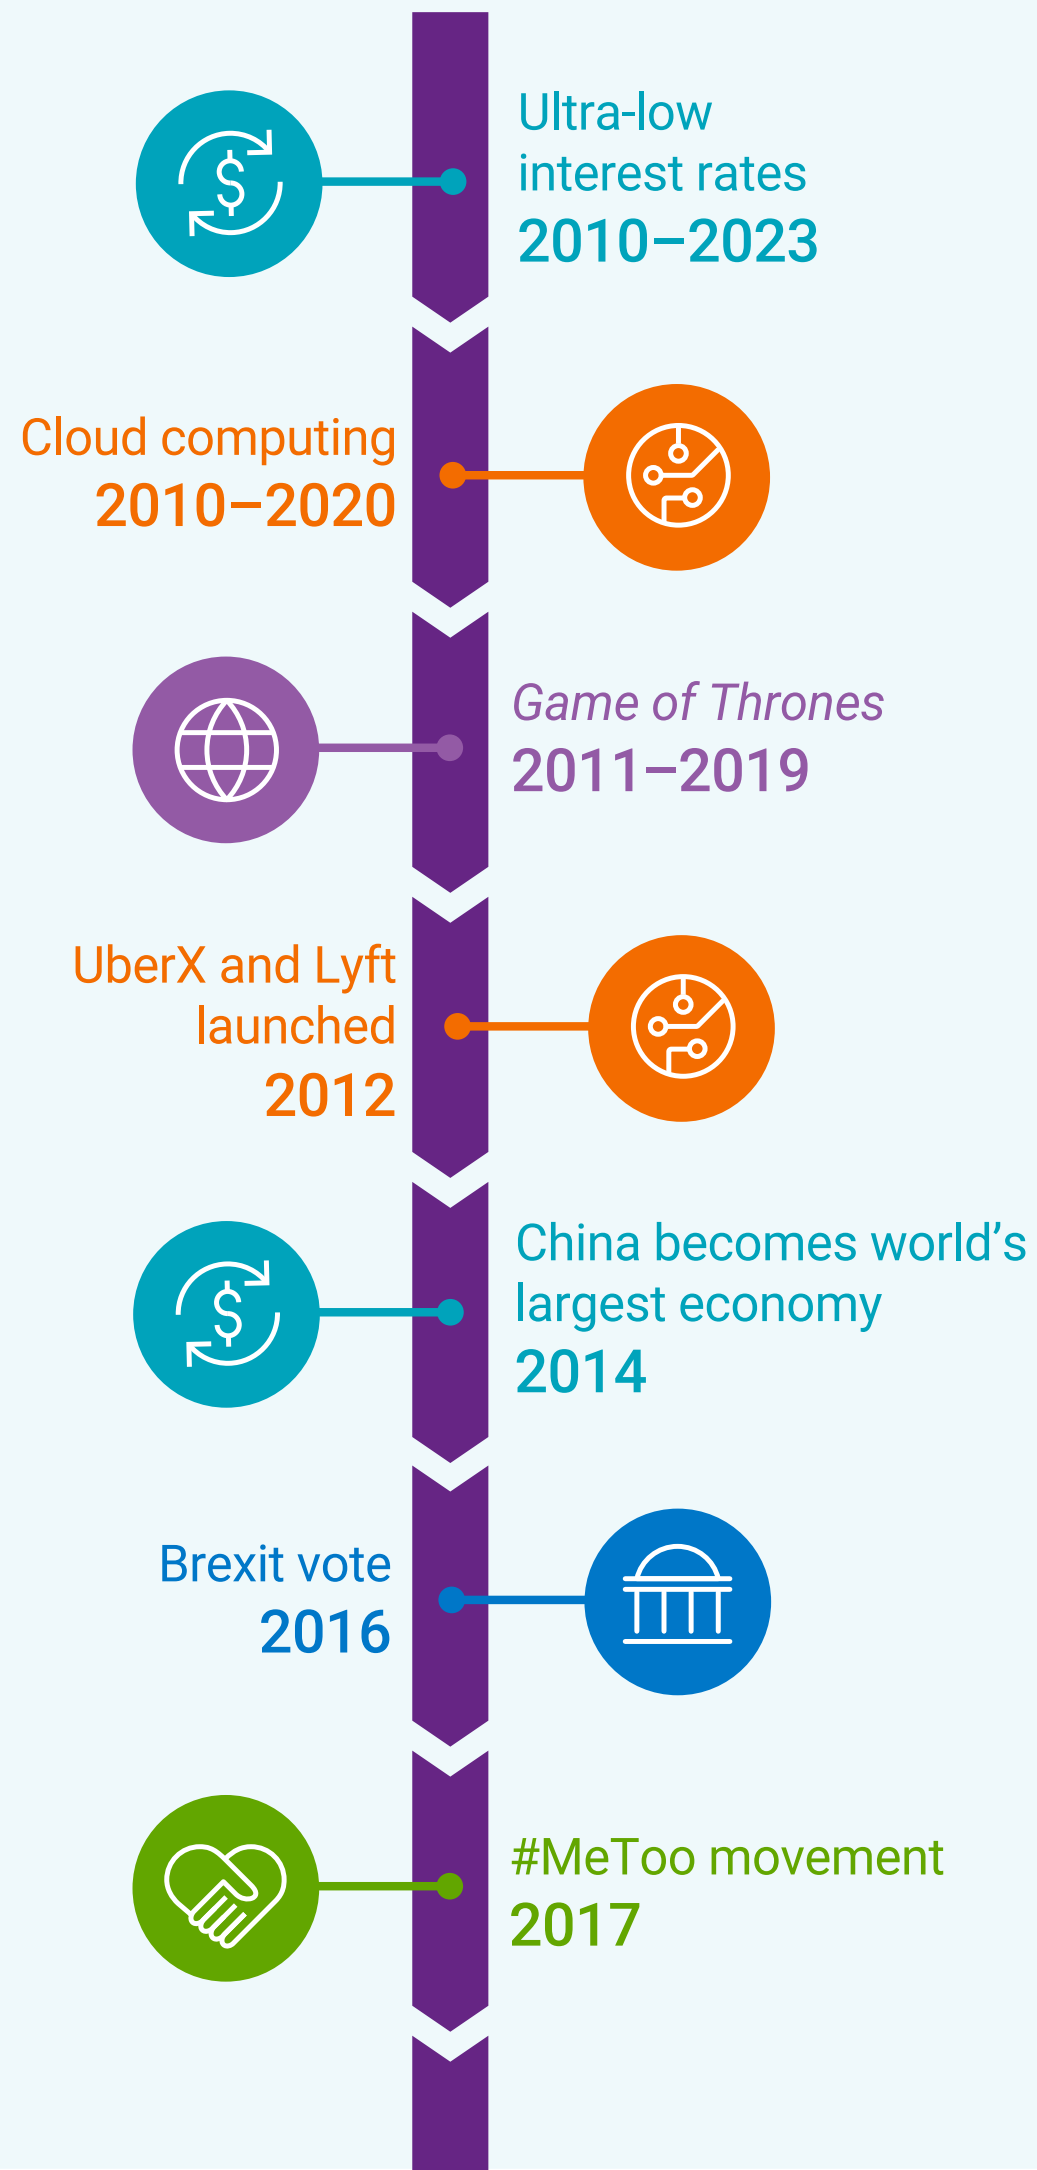 Ultra-low
interest rates
2010–2023
Cloud computing
2010–2020
Game of Thrones
2011–2019
UberX and Lyft
launched
2012
China becomes world’s
largest economy
2014
Brexit vote
2016
#MeToo movement
2017